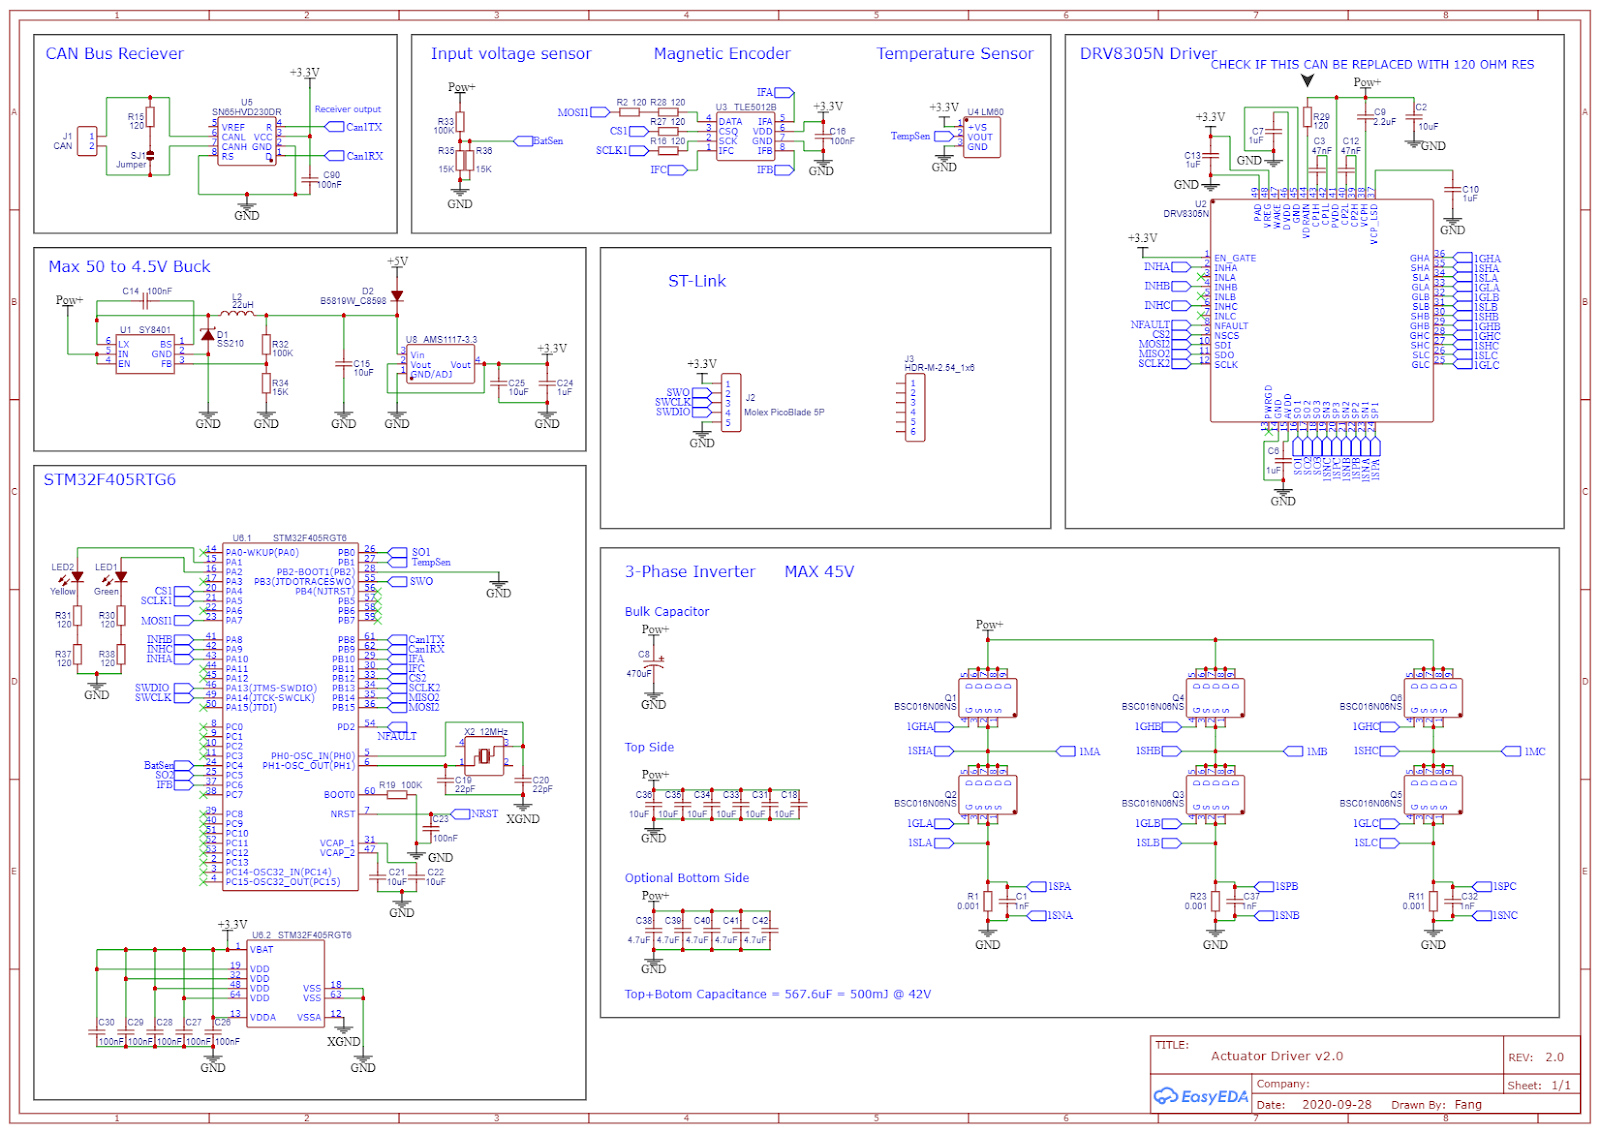 CAN Bus Reciever
+3.3V
U5
SN65HVD230DR
Receiver output
R15
120
J1
CAN
1
2
SJ1
Jumper
VREF
CANL
CANH
RS
R
VCC
GND
D
Can1TX
Can1RX
C90
100nF
GND
Input voltage sensor
Pow+
R33
100K
BatSen
R35
R36
15K
15K
GND
Magnetic Encoder
IFA
MOSI1
R2 120
R28 120
CS1
R27 120
SCLK1
R16 120
IFC
U3 TLE5012B
DATA
CSQ
SCK
IFC
IFA
VDD
GND
IFB
IFB
+3.3V
C16
100nF
GND
Temperature Sensor
+3.3V
U4 LM60
TempSen
+VS
VOUT
GND
GND
DRV8305N Driver
CHECK IF THIS CAN BE REPLACED WITH 120 OHM RES
Pow+
+3.3V
C7
1uF
GND
R29
120
C9
2.2uF
C2
10uF
GND
C13
1uF
GND
C3
47nF
C12
47nF
C10
1uF
GND
U2
DRV8305N
PAD
VREG
WAKE
DVDD
GND
VDRAIN
CP1H
CP1L
PVDD
CP2L
CP2H
VCPH
VCP_LSD
+3.3V
INHA
INHB
INHC
NFAULT
CS2
MOSI2
MISO2
SCLK2
EN_GATE
INHA
INLA
INHB
INLB
INHC
INLC
NFAULT
NSCS
SDI
SDO
SCLK
GHA
SHA
SLA
GLA
GLB
SLB
SHB
GHB
GHC
SHC
SLC
GLC
1GHA
1SHA
1SLA
1GLA
1GLB
1SLB
1SHB
1GHB
1GHC
1SHC
1SLC
1GLC
PWRGD
GND
AVDD
SO1
SO2
SO3
SN3
SP3
SN2
SP2
SN1
SP1
C6
1uF
GND
SO1
SO2
SO3
1SNC
1SPC
1SNB
1SPB
1SNA
1SPA
Max 50 to 4.5V Buck
Pow+
C14 100nF
L2
22uH
+5V
D2
B5819W_C8598
U1 SY8401
LX
IN
EN
BS
GND
FB
D1
SS210
R32
100K
R34
15K
C15
10uF
U8 AMS1117-3.3
Vin
Vout
GND/ADJ
Vout
+3.3V
C25
10uF
C24
1uF
GND
GND
GND
GND
GND
ST-Link
+3.3V
SWO
SWCLK
SWDIO
GND
J2
Molex PicoBlade 5P
J3
HDR-M-2.54_1x6
STM32F405RTG6
U6.1 STM32F405RGT6
LED2
Yellow
LED1
Green
R31
120
R30
120
R37
120
R38
120
GND
CS1
SCLK1
MOSI1
INHB
INHC
INHA
SWDIO
SWCLK
BatSen
SO2
IFB
PA0-WKUP(PA0)
PA1
PA2
PA3
PA4
PA5
PA6
PA7
PA8
PA9
PA10
PA11
PA12
PA13(JTMS-SWDIO)
PA14(JTCK-SWCLK)
PA15(JTDI)
PC0
PC1
PC2
PC3
PC4
PC5
PC6
PC7
PC8
PC9
PC10
PC11
PC12
PC13
PC14-OSC32_IN(PC14)
PC15-OSC32_OUT(PC15)
PB0
PB1
PB2-BOOT1(PB2)
PB3(JTDOTRACESWO)
PB4(NJTRST)
PB5
PB6
PB7
PB8
PB9
PB10
PB11
PB12
PB13
PB14
PB15
PD2
PH0-OSC_IN(PH0)
PH1-OSC_OUT(PH1)
BOOT0
NRST
VCAP_1
VCAP_2
SO1
TempSen
GND
SWO
Can1TX
Can1RX
IFA
IFC
CS2
SCLK2
MISO2
MOSI2
NFAULT
X2 12MHz
C19
22pF
C20
22pF
XGND
R19 100K
NRST
C23
100nF
GND
C21
10uF
C22
10uF
GND
+3.3V
U6.2 STM32F405RGT6
VBAT
VDD
VDD
VDD
VDD
VDDA
VSS
VSS
VSSA
XGND
GND
C30
C29
C28
C27
C26
100nF
100nF
100nF
100nF
100nF
GND
3-Phase Inverter MAX 45V
Bulk Capacitor
Pow+
C8
470uF
GND
Top Side
Pow+
C36
C35
C34
C33
C31
C18
10uF
10uF
10uF
10uF
10uF
10uF
GND
Optional Bottom Side
Pow+
C38
C39
C40
C41
C42
4.7uF
4.7uF
4.7uF
4.7uF
4.7uF
GND
Top+Botom Capacitance = 567.6uF = 500mJ @ 42V
Pow+
Q1
BSC016N06NS
1GHA
1SHA
1MA
Q2
BSC016N06NS
1GLA
1SLA
R1
0.001
C1
1nF
1SPA
1SNA
GND
Q4
BSC016N06NS
1GHB
1SHB
1MB
Q3
BSC016N06NS
1GLB
1SLB
R23
0.001
C37
1nF
1SPB
1SNB
GND
Q6
BSC016N06NS
1GHC
1SHC
1MC
Q5
BSC016N06NS
1GLC
1SLC
R11
0.001
C32
1nF
1SPC
1SNC
GND
TITLE:
Actuator Driver v2.0
REV: 2.0
EasyEDA
Company:
Sheet: 1/1
Date: 2020-09-28
Drawn By: Fang